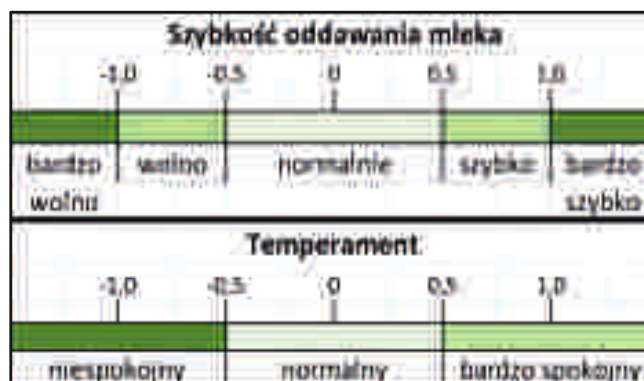 Szybkość oddawania mleka
-1,0 -0,5 0 0,5 1,0
bardzo wolno normalnie szybko bardzo
wolno szybko
Temperament
-1,0 -0,5 0 0,5 1,0
niespokojny normalny bardzo spokojny